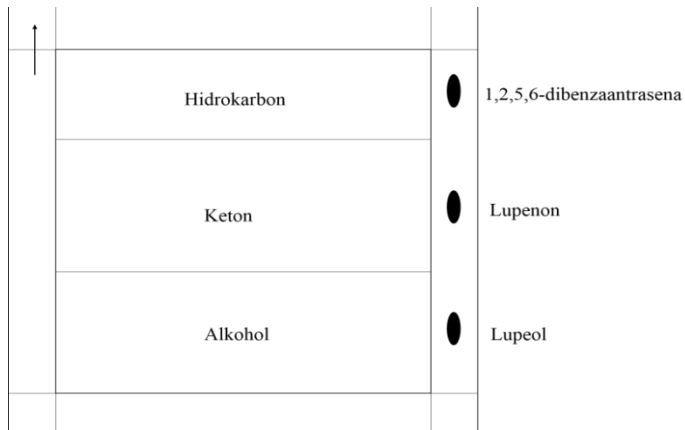 Hidrokarbon
1,2,5,6-dibenzaantrasena
Keton
Lupenon
Alkohol
Lupeol